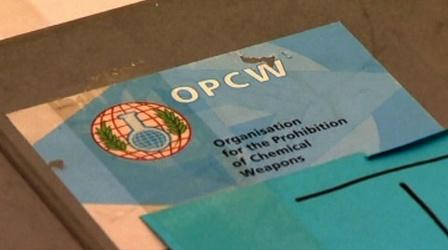 OPCW
Organisation
for the Prohibition
of Chemical
Weapons